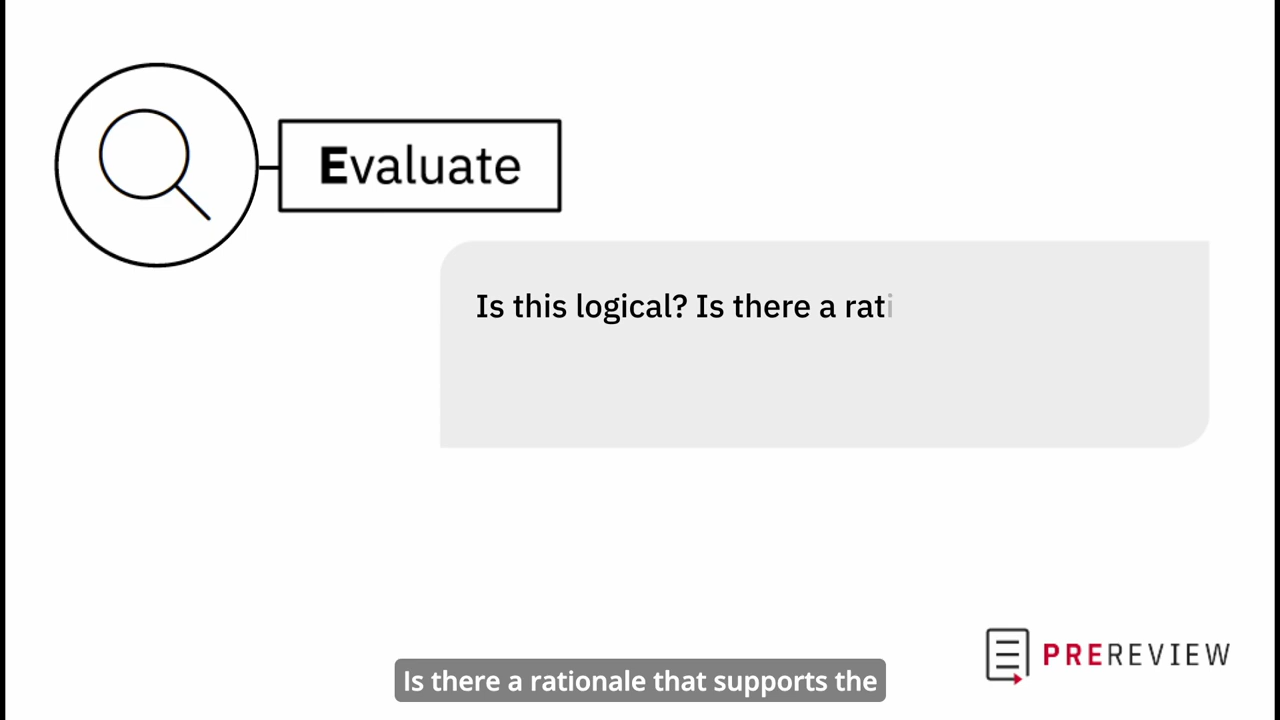 Evaluate
Is this logical? Is there a rati
PREREVIEW
Is there a rationale that supports the